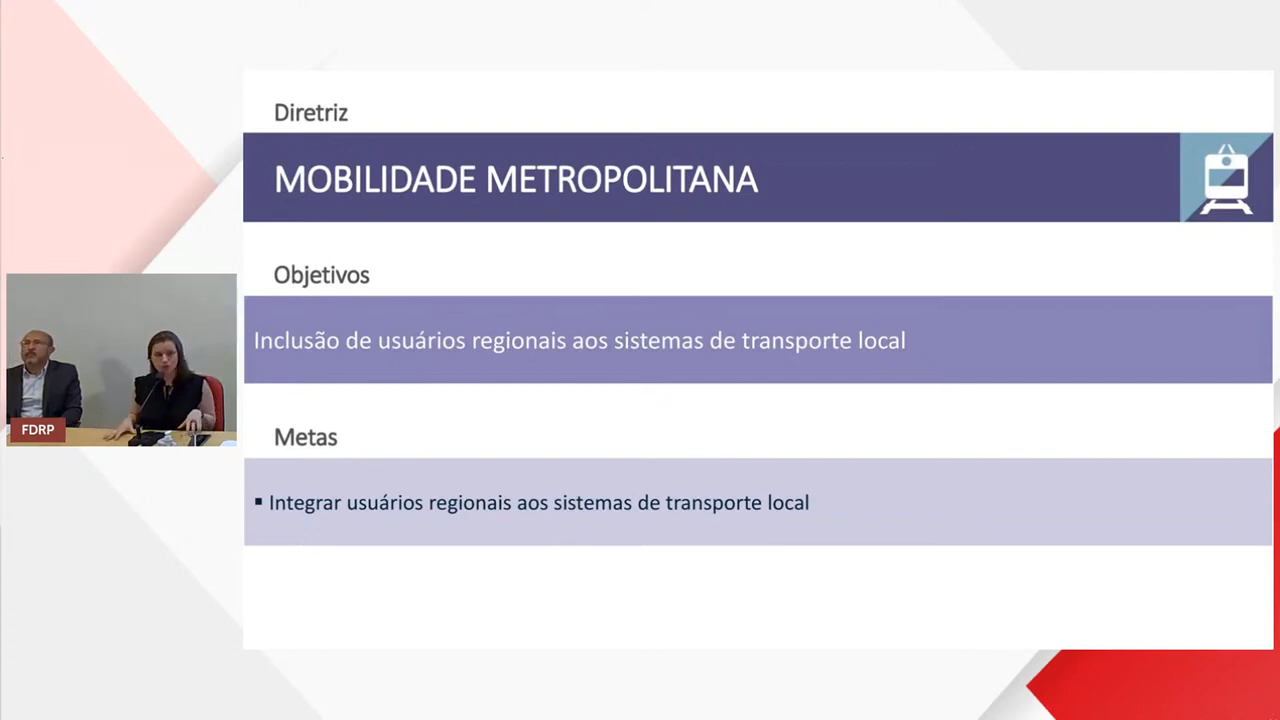 Diretriz
MOBILIDADE METROPOLITANA
Objetivos
Inclusão de usuários regionais aos sistemas de transporte local
FDRP
Metas
▪ Integrar usuários regionais aos sistemas de transporte local